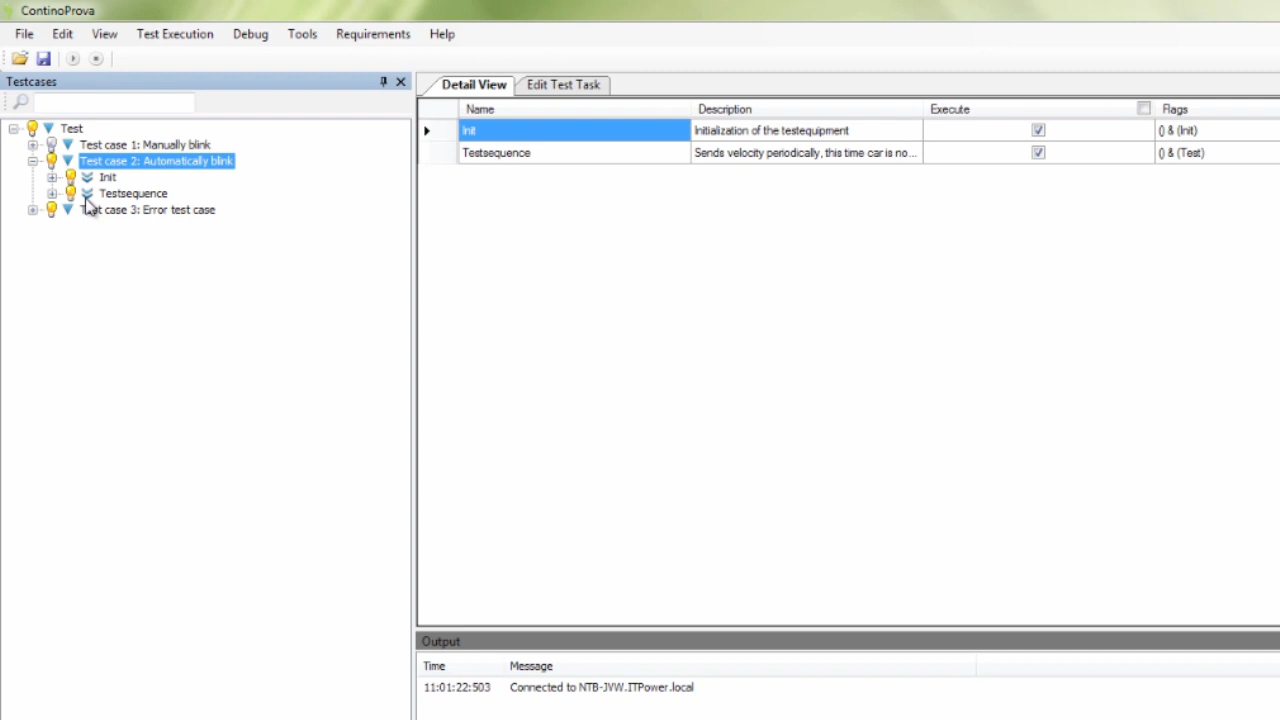 ContinoProva
File Edit View Test Execution Debug Tools Requirements Help
Testcases
Test
Test case 1: Manually blink
Test case 2: Automatically blink
Init
Testsequence
Test case 3: Error test case
Detail View Edit Test Task
Name Description Execute Flags
Init Initialization of the testequipment () & (Init)
Testsequence Sends velocity periodically, this time car is no... () & (Test)
Output
Time Message
11:01:22:503 Connected to NTB-JVW.ITPower.local